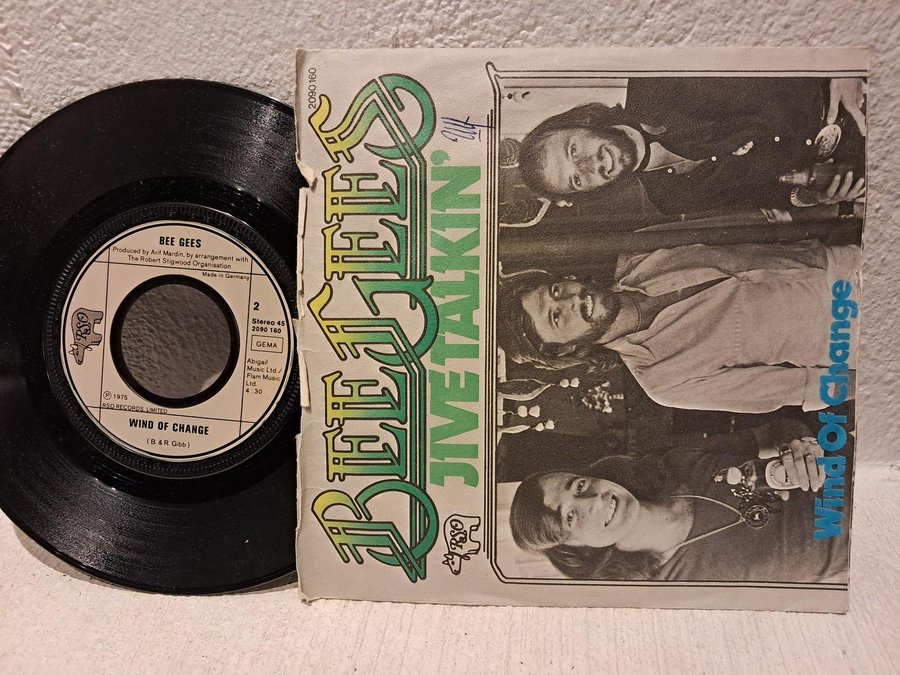 BEE GEES
Produced by Arif Mardin, by arrangement with
The Robert Stigwood Organisation
Made in Germany
2
Stereo 45
2090 160
GEMA
Abigail
Music Ltd./
Flam Music
Ltd.
4:30
RSO
Ⓟ 1975
RSO RECORDS, LIMITED
WIND OF CHANGE
(B. & R. Gibb)
2090160
BEE GEES
JIVE TALKIN'
RSO
Wind Of Change